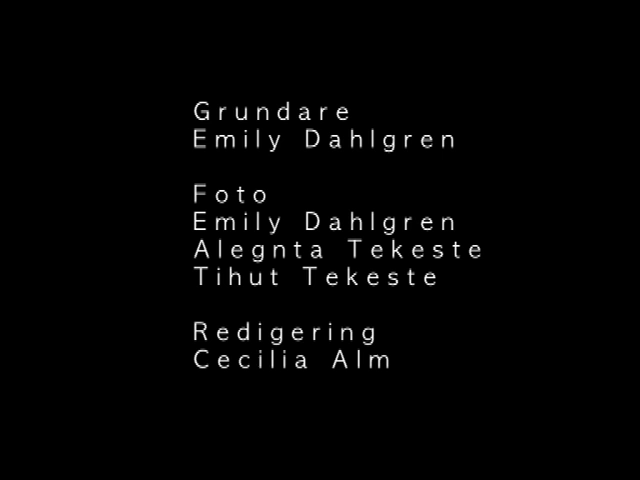 Grundare
Emily Dahlgren
Foto
Emily Dahlgren
Alegnta Tekeste
Tihut Tekeste
Redigering
Cecilia Alm